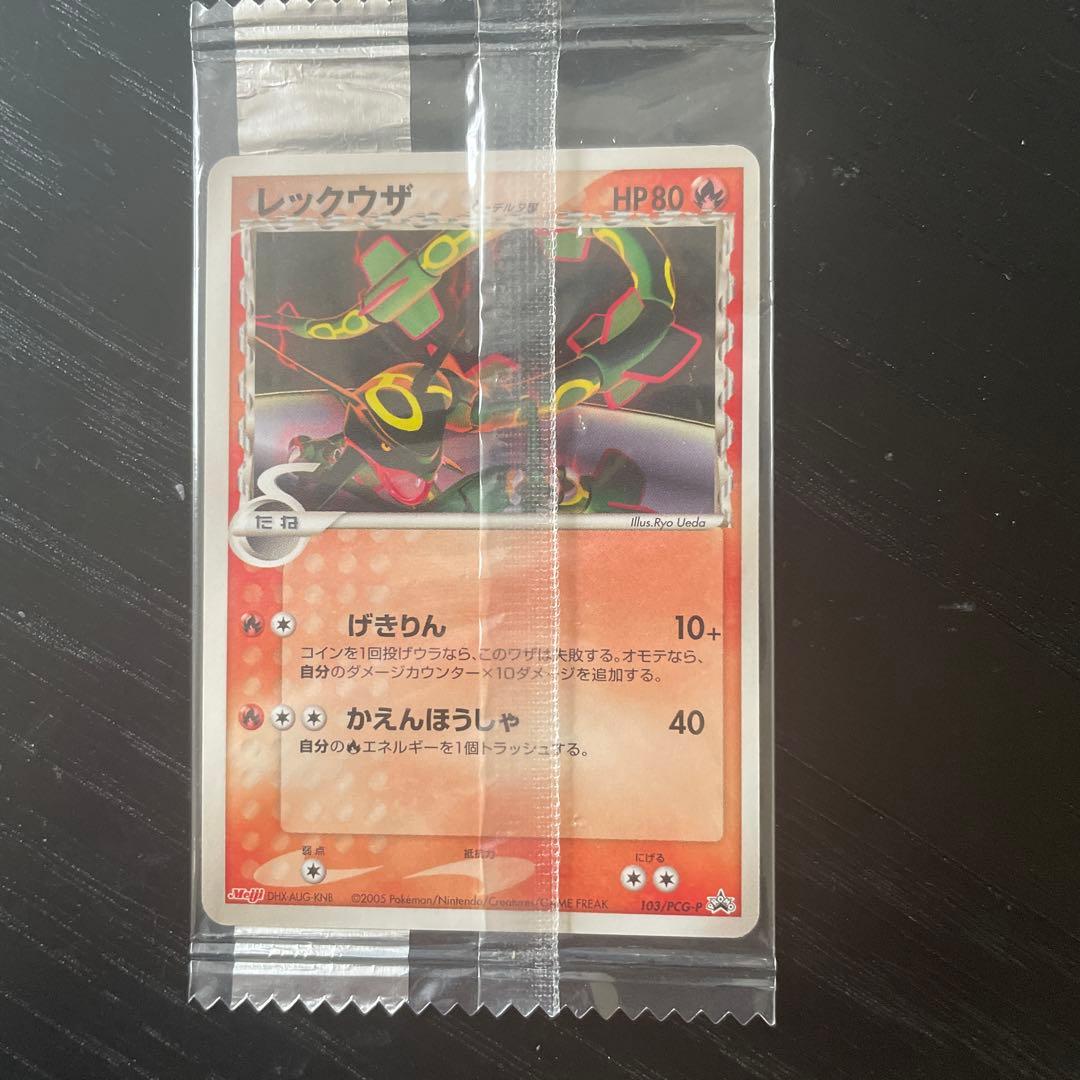 レックウザ
デルタ種
HP80
たね
Illus.Ryo Ueda
げきりん 10+
コインを1回投げウラなら、このワザは失敗する。オモテなら、
自分のダメージカウンター×10ダメージを追加する。
かえんほうしゃ 40
自分のエネルギーを1個トラッシュする。
弱点 抵抗力 にげる
Meiji DHX-AUG-KNB ©2005 Pokémon/Nintendo/Creatures/GAME FREAK 103/PCG-P PROMO